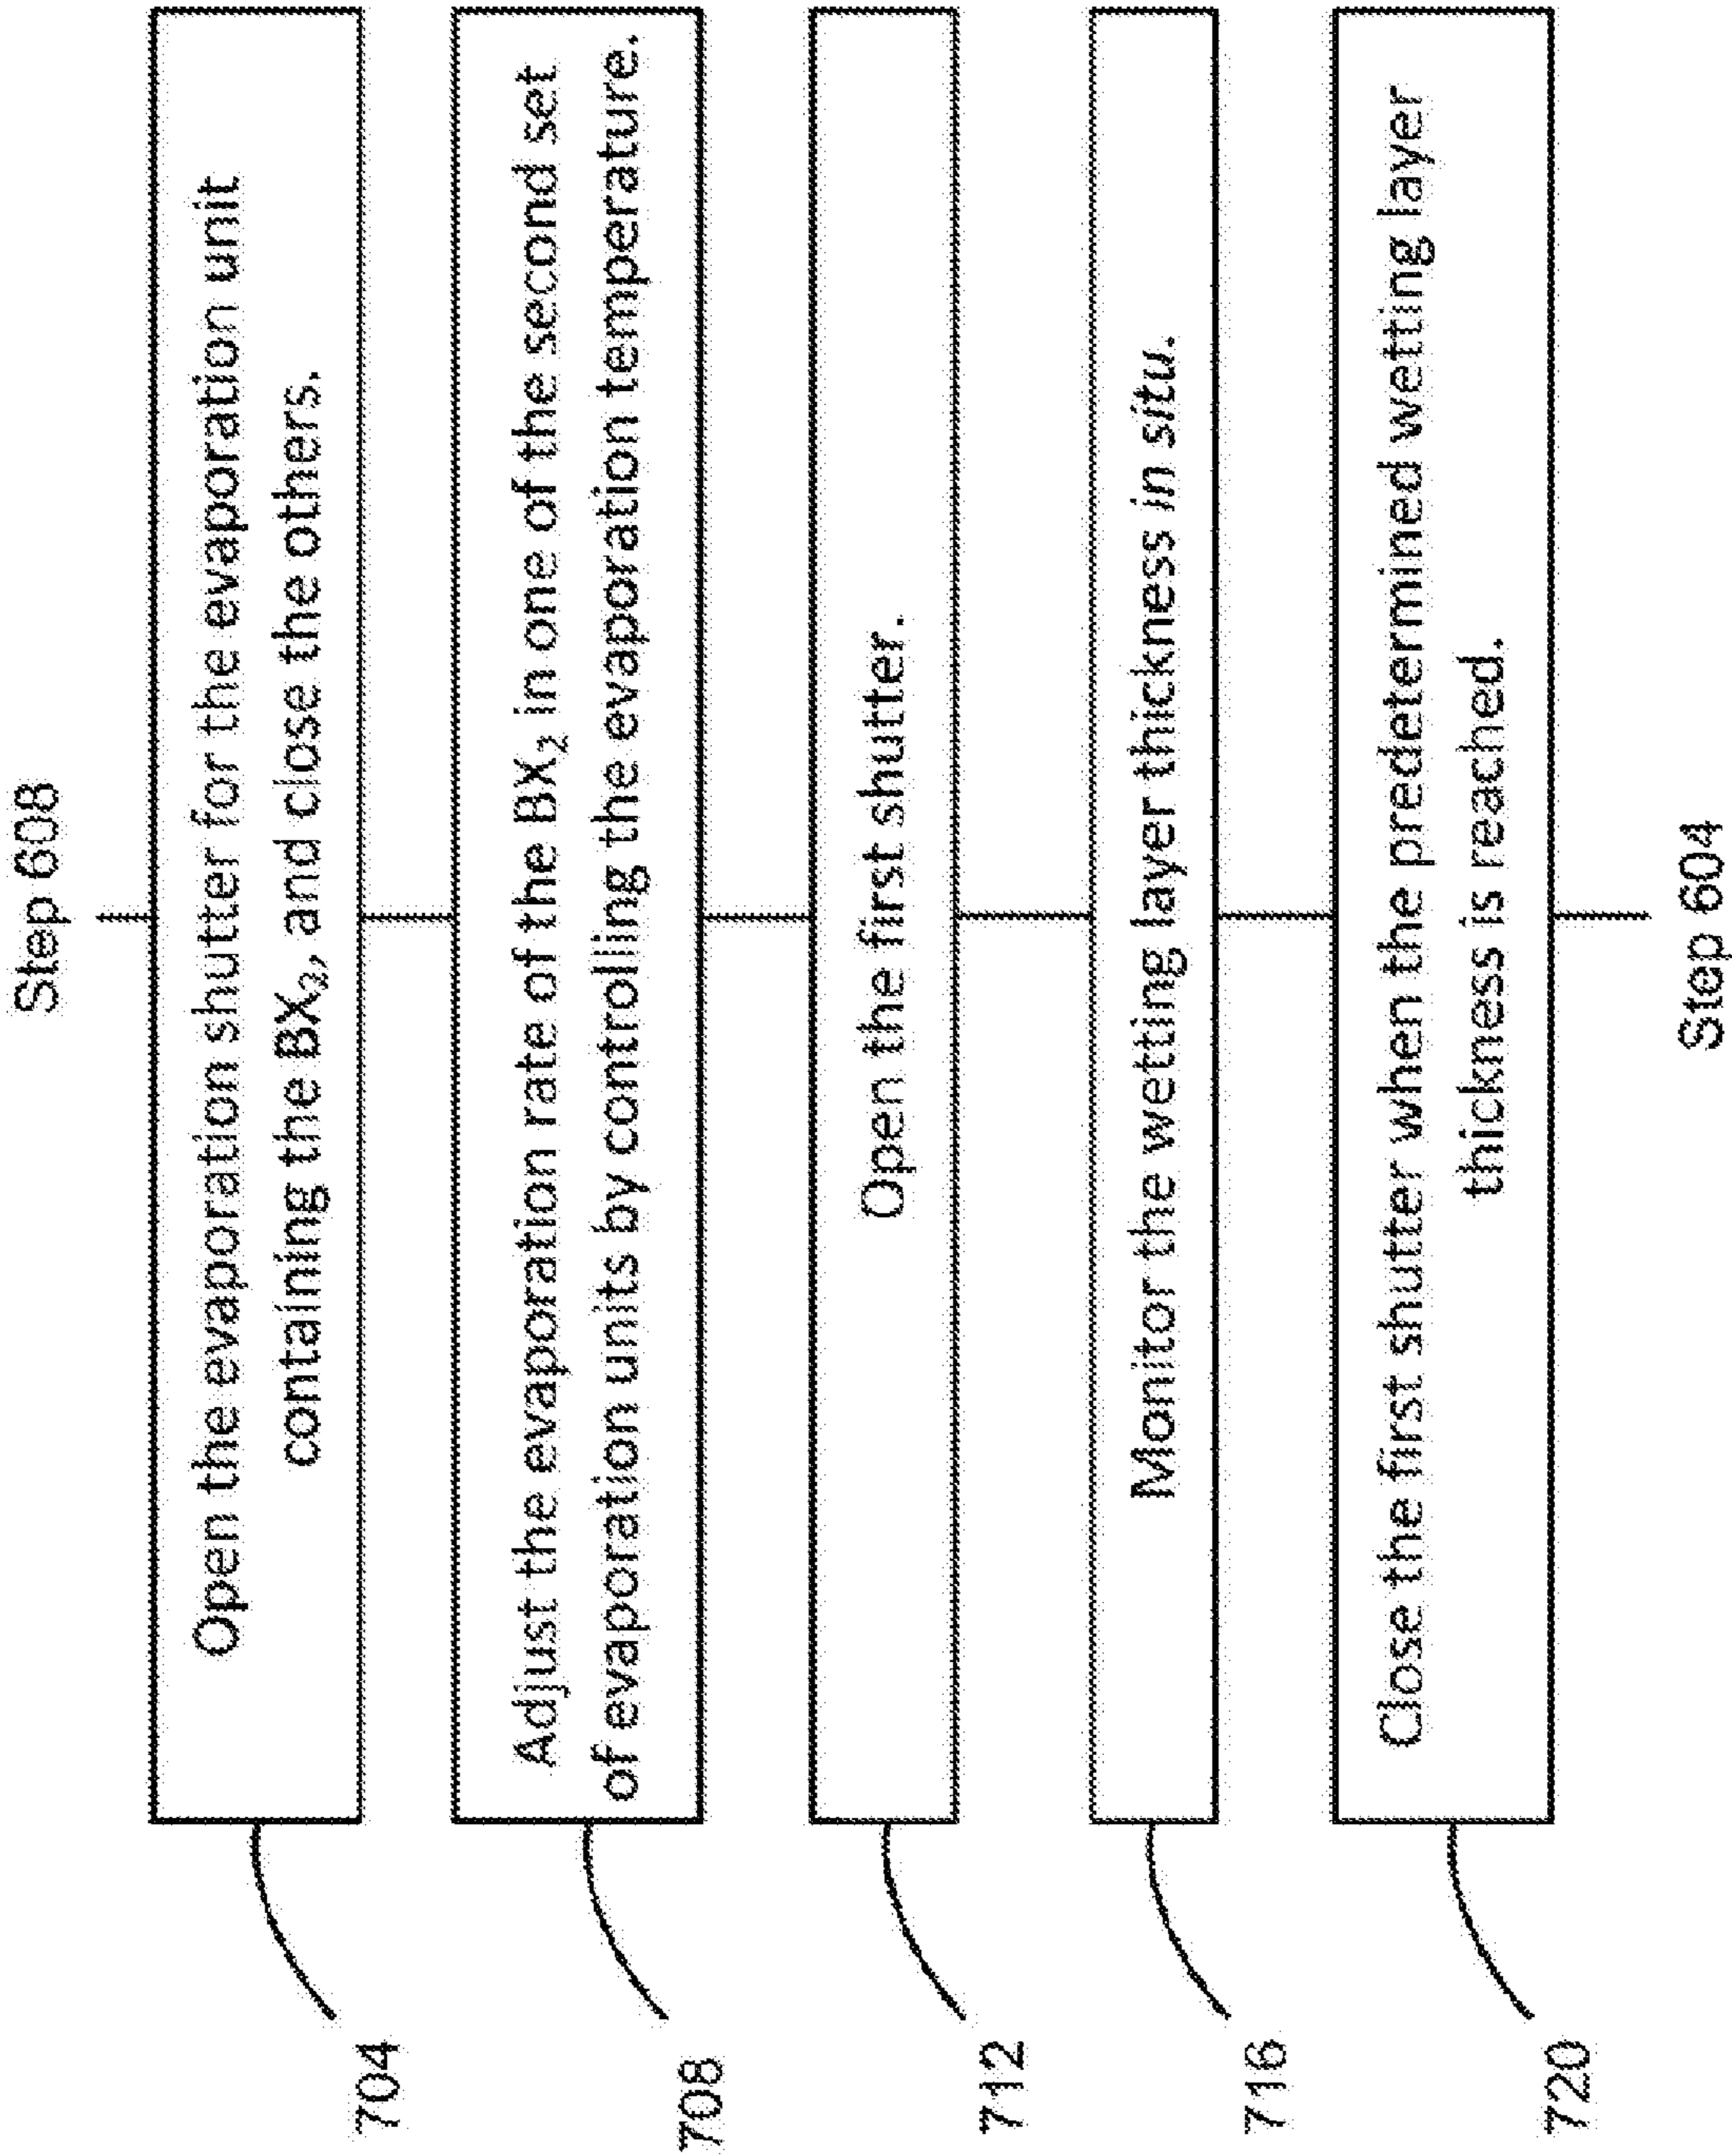 Step 608
704
Open the evaporation shutter for the evaporation unit
containing the BX₂, and close the others.
708
Adjust the evaporation rate of the BX₂ in one of the second set
of evaporation units by controlling the evaporation temperature.
712
Open the first shutter.
716
Monitor the wetting layer thickness in situ.
720
Close the first shutter when the predetermined wetting layer
thickness is reached.
Step 604